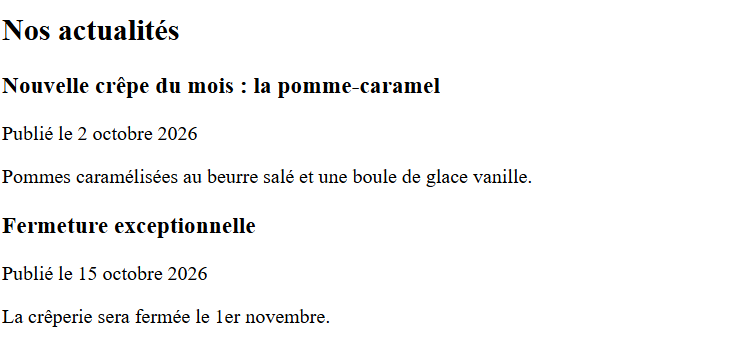 Nos actualités
Nouvelle crêpe du mois : la pomme-caramel
Publié le 2 octobre 2026
Pommes caramélisées au beurre salé et une boule de glace vanille.
Fermeture exceptionnelle
Publié le 15 octobre 2026
La crêperie sera fermée le 1er novembre.